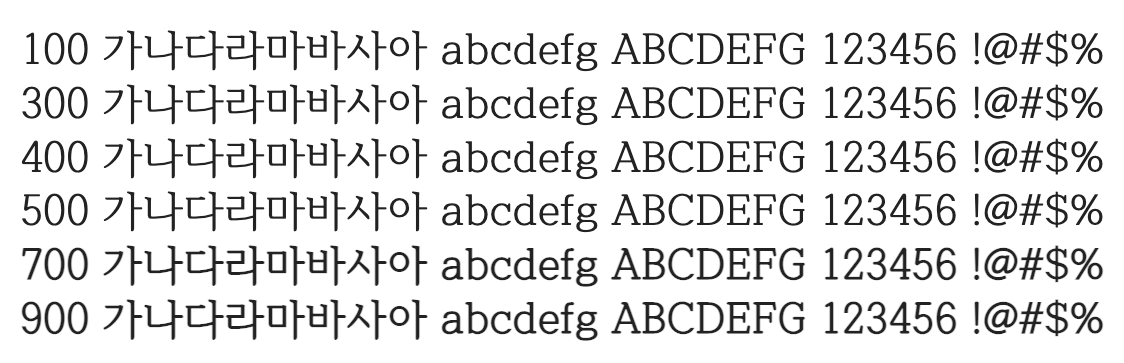 100 가나다라마바사아 abcdefg ABCDEFG 123456 !@#$%
300 가나다라마바사아 abcdefg ABCDEFG 123456 !@#$%
400 가나다라마바사아 abcdefg ABCDEFG 123456 !@#$%
500 가나다라마바사아 abcdefg ABCDEFG 123456 !@#$%
700 가나다라마바사아 abcdefg ABCDEFG 123456 !@#$%
900 가나다라마바사아 abcdefg ABCDEFG 123456 !@#$%